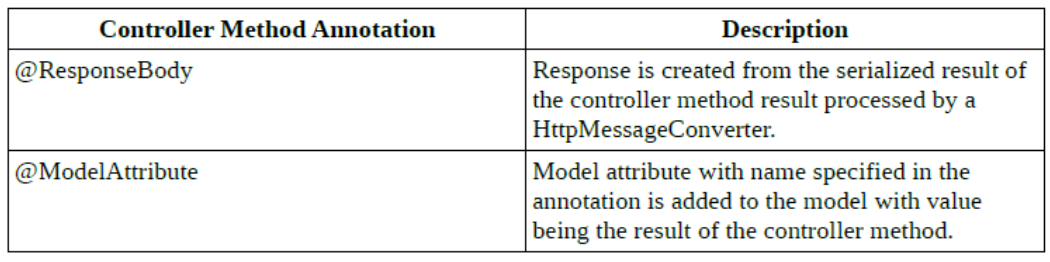 Controller Method Annotation
Description
@ResponseBody
Response is created from the serialized result of
the controller method result processed by a
HttpMessageConverter.
@ModelAttribute
Model attribute with name specified in the
annotation is added to the model with value
being the result of the controller method.